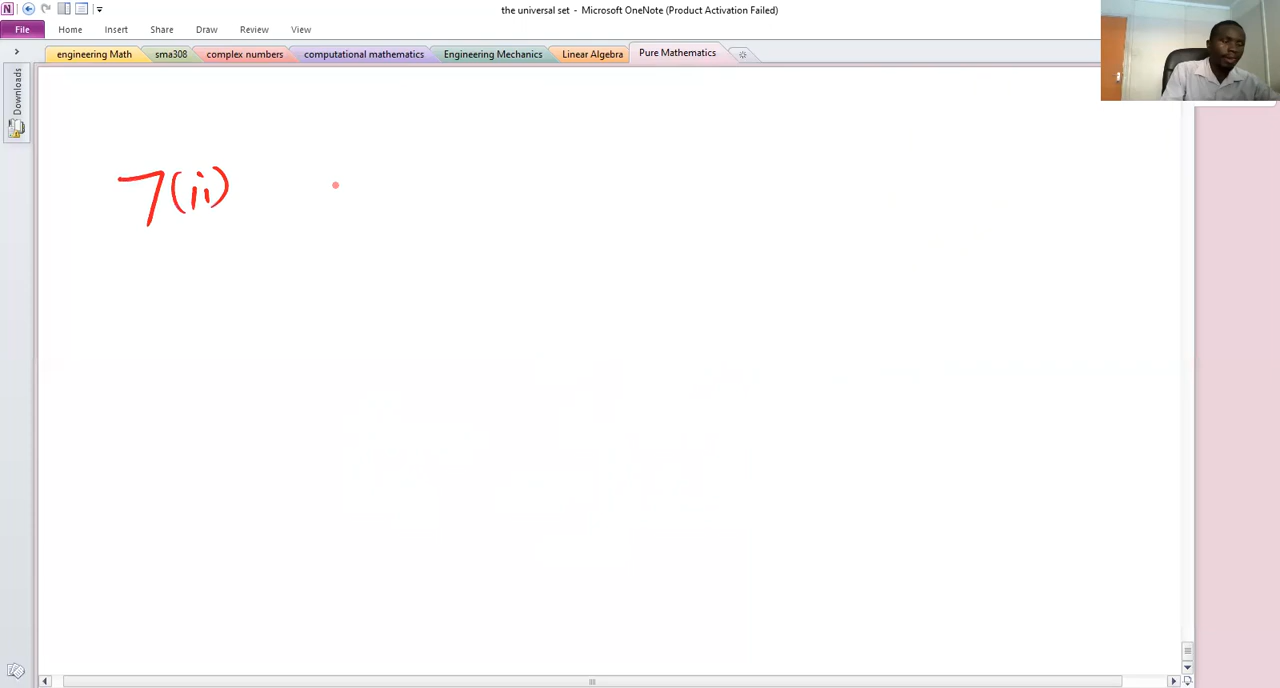 the universal set - Microsoft OneNote (Product Activation Failed)
File Home Insert Share Draw Review View
engineering Math sma308 complex numbers computational mathematics Engineering Mechanics Linear Algebra Pure Mathematics
Downloads
7(ii)